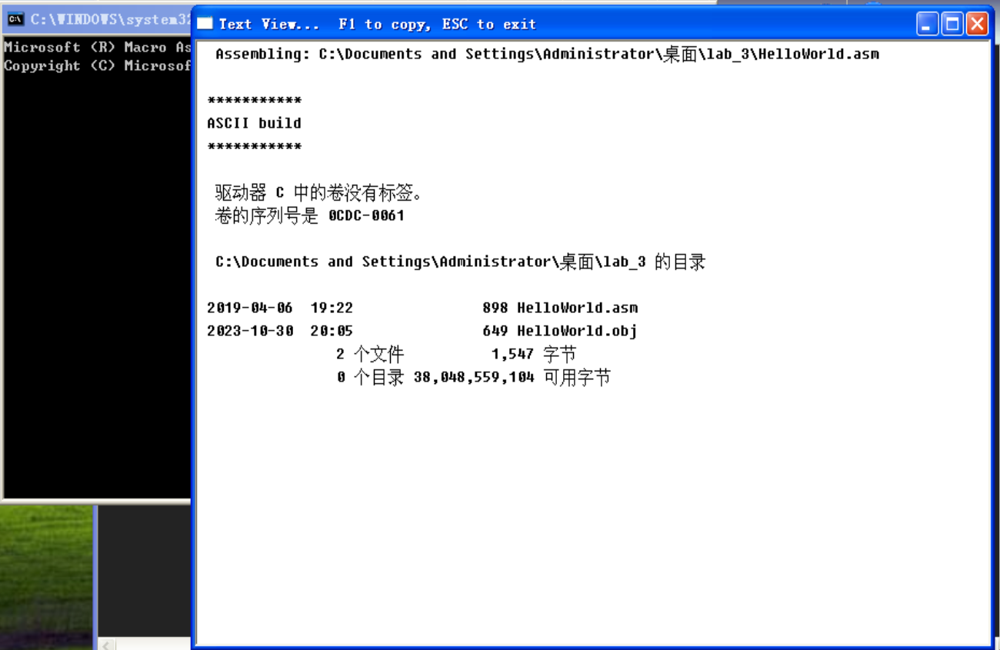 C:\WINDOWS\system32
Microsoft (R) Macro As
Copyright (C) Microsof
Text View... F1 to copy, ESC to exit
Assembling: C:\Documents and Settings\Administrator\桌面\lab_3\HelloWorld.asm
***********
ASCII build
***********
驱动器 C 中的卷没有标签。
卷的序列号是 0CDC-0061
C:\Documents and Settings\Administrator\桌面\lab_3 的目录
2019-04-06 19:22 898 HelloWorld.asm
2023-10-30 20:05 649 HelloWorld.obj
2 个文件 1,547 字节
0 个目录 38,048,559,104 可用字节